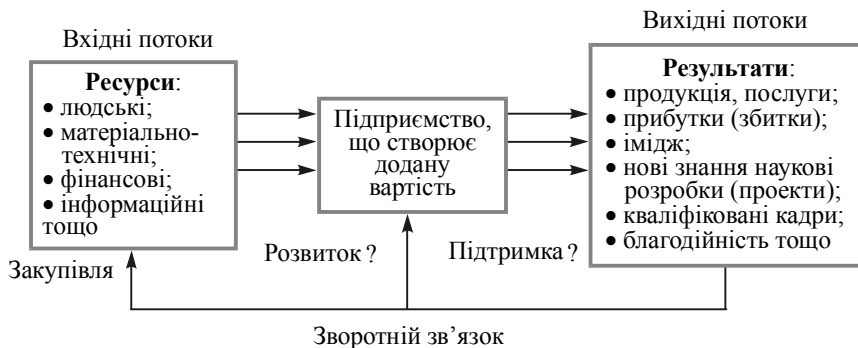 Вхідні потоки
Вихідні потоки
Ресурси:
• людські;
• матеріально-
технічні;
• фінансові;
• інформаційні
тощо
Підприємство,
що створює
додану
вартість
Результати:
• продукція, послуги;
• прибутки (збитки);
• імідж;
• нові знання наукові
розробки (проекти);
• кваліфіковані кадри;
• благодійність тощо
Закупівля
Розвиток ?
Підтримка ?
Зворотній зв’язок